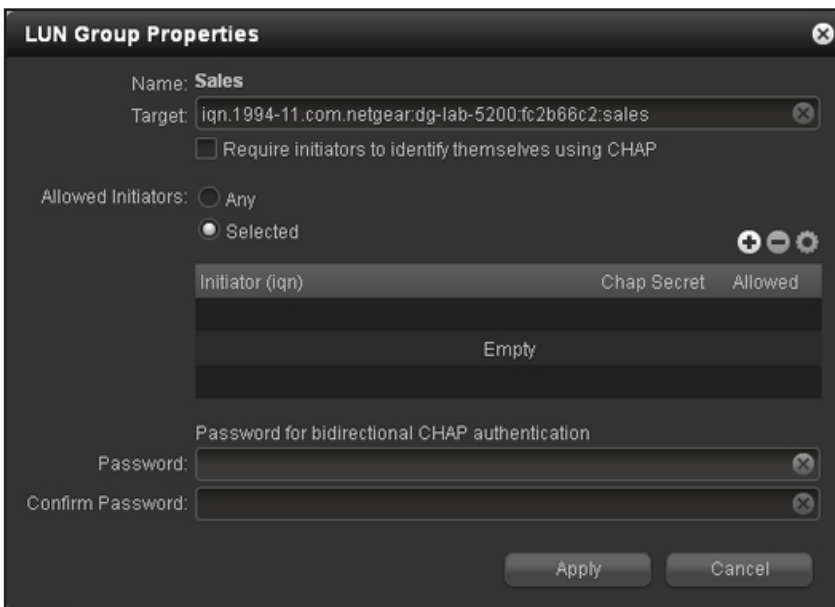 LUN Group Properties
Name: Sales
Target: iqn.1994-11.com.netgear:dg-lab-5200:fc2b66c2:sales
Require initiators to identify themselves using CHAP
Allowed Initiators: Any
Selected
Initiator (iqn) Chap Secret Allowed
Empty
Password for bidirectional CHAP authentication
Password:
Confirm Password:
Apply Cancel